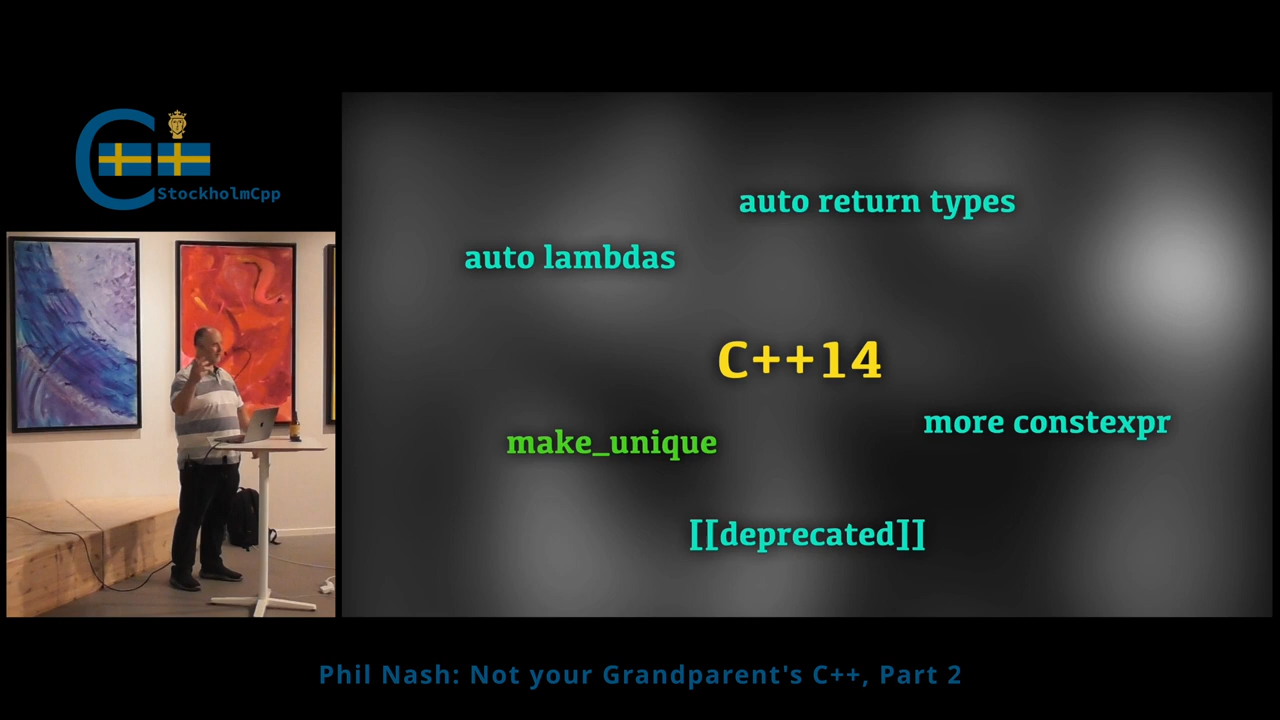 StockholmCpp
auto return types
auto lambdas
C++14
more constexpr
make_unique
[[deprecated]]
Phil Nash: Not your Grandparent's C++, Part 2